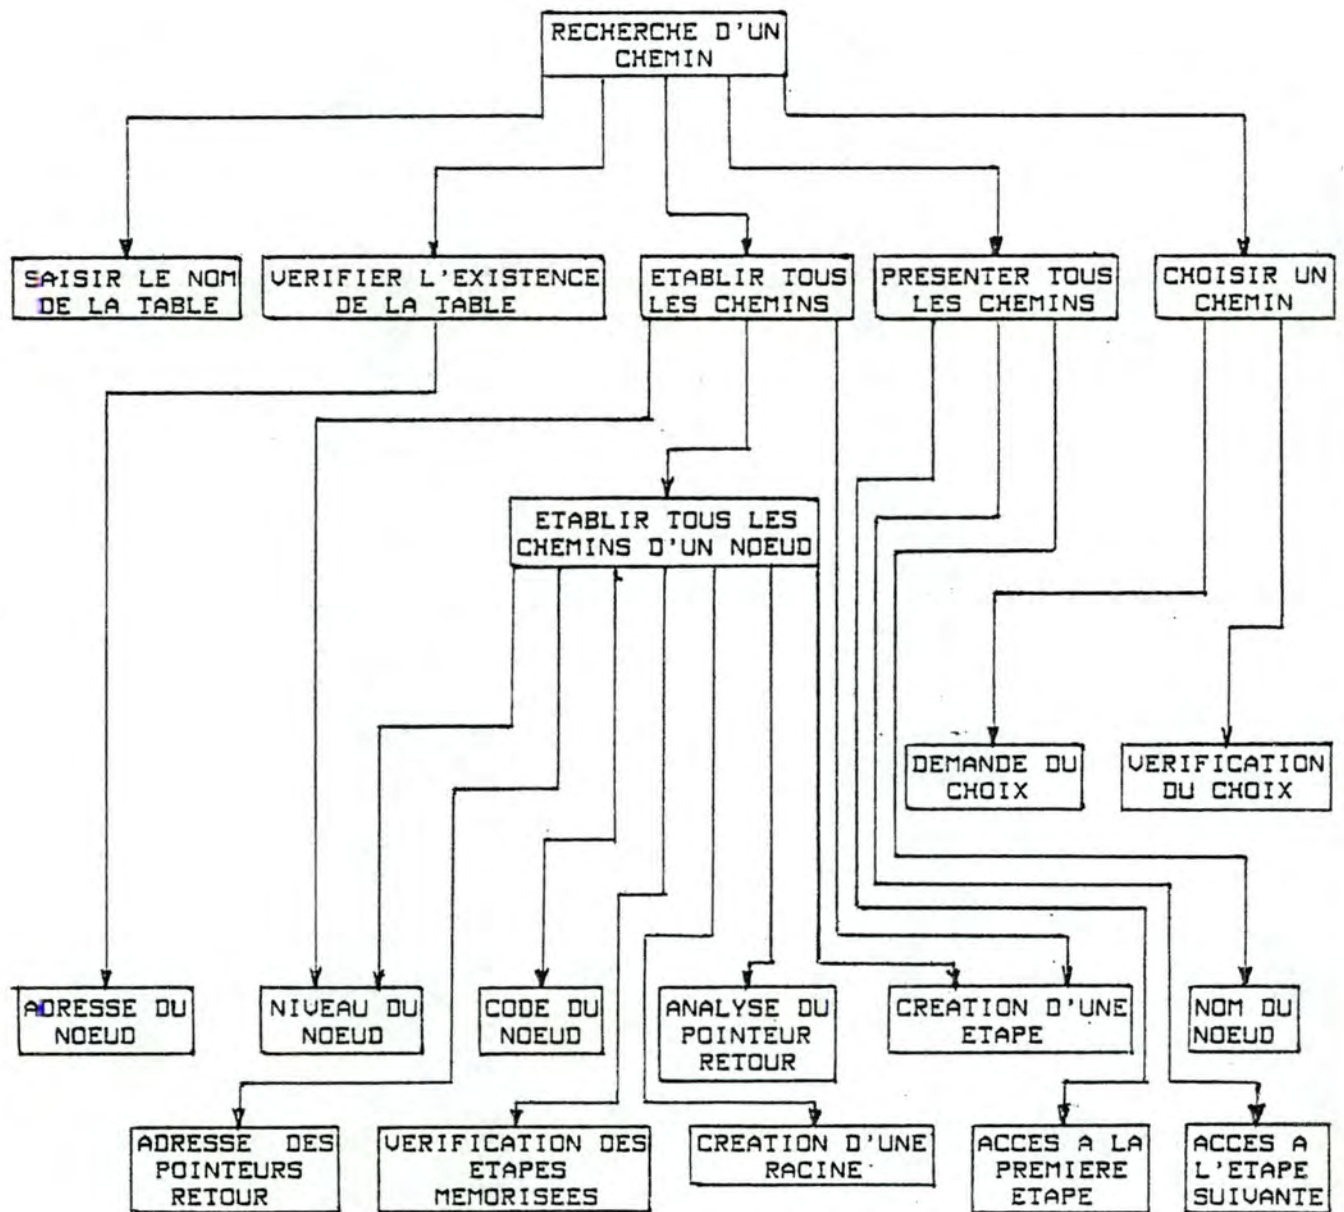 RECHERCHE D'UN
CHEMIN
SAISIR LE NOM
DE LA TABLE
VERIFIER L'EXISTENCE
DE LA TABLE
ETABLIR TOUS
LES CHEMINS
PRESENTER TOUS
LES CHEMINS
CHOISIR UN
CHEMIN
ETABLIR TOUS LES
CHEMINS D'UN NOEUD
DEMANDE DU
CHOIX
VERIFICATION
DU CHOIX
ADRESSE DU
NOEUD
NIVEAU DU
NOEUD
CODE DU
NOEUD
ANALYSE DU
POINTEUR
RETOUR
CREATION D'UNE
ETAPE
NOM DU
NOEUD
ADRESSE DES
POINTEURS
RETOUR
VERIFICATION DES
ETAPES
MEMORISEES
CREATION D'UNE
RACINE
ACCES A LA
PREMIERE
ETAPE
ACCES A
L'ETAPE
SUIVANTE